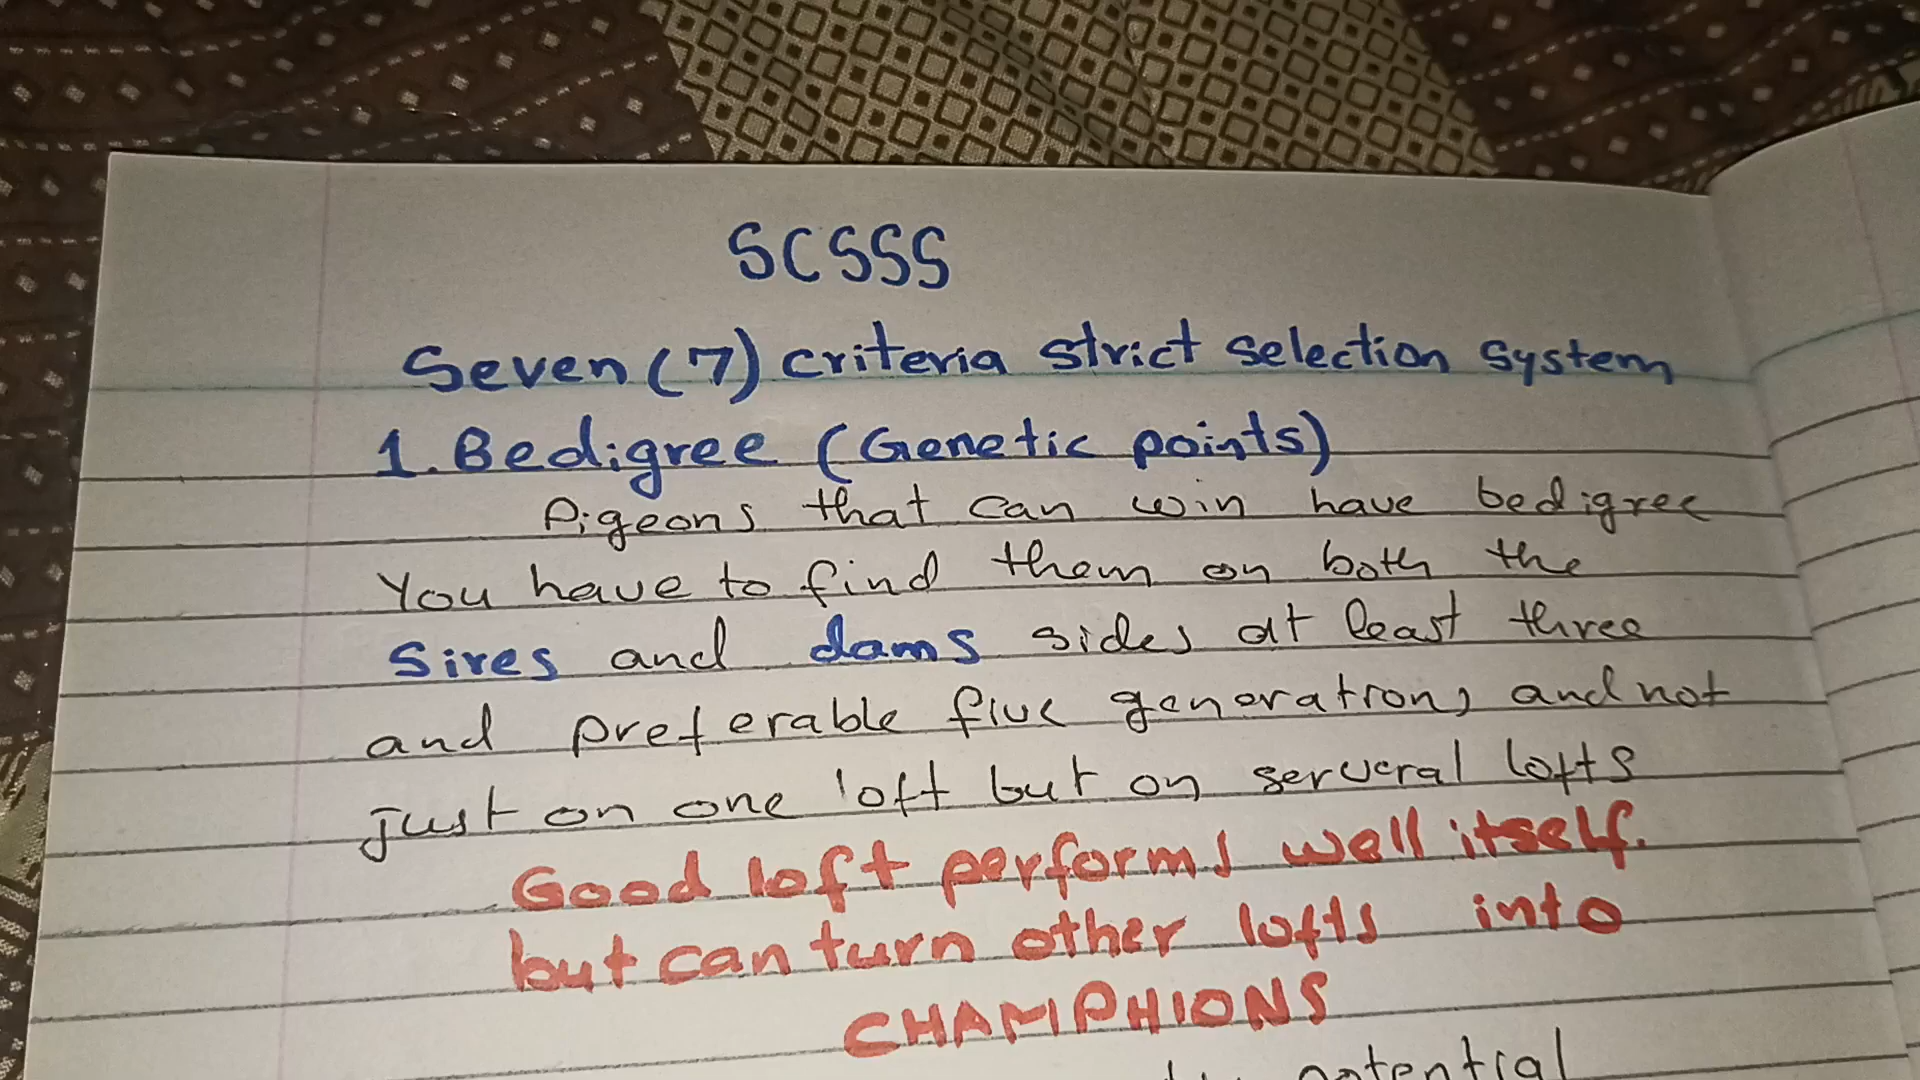 SCSSS
Seven (7) criteria strict selection system
1. Bedigree (Genetic points)
Pigeons that can win have bedigree
You have to find them on both the
Sires and dams sides at least three
and preferable five generations and not
just on one loft but on serveral lofts
Good loft performs well itself.
but can turn other lofts into
CHAMPHIONS
potential